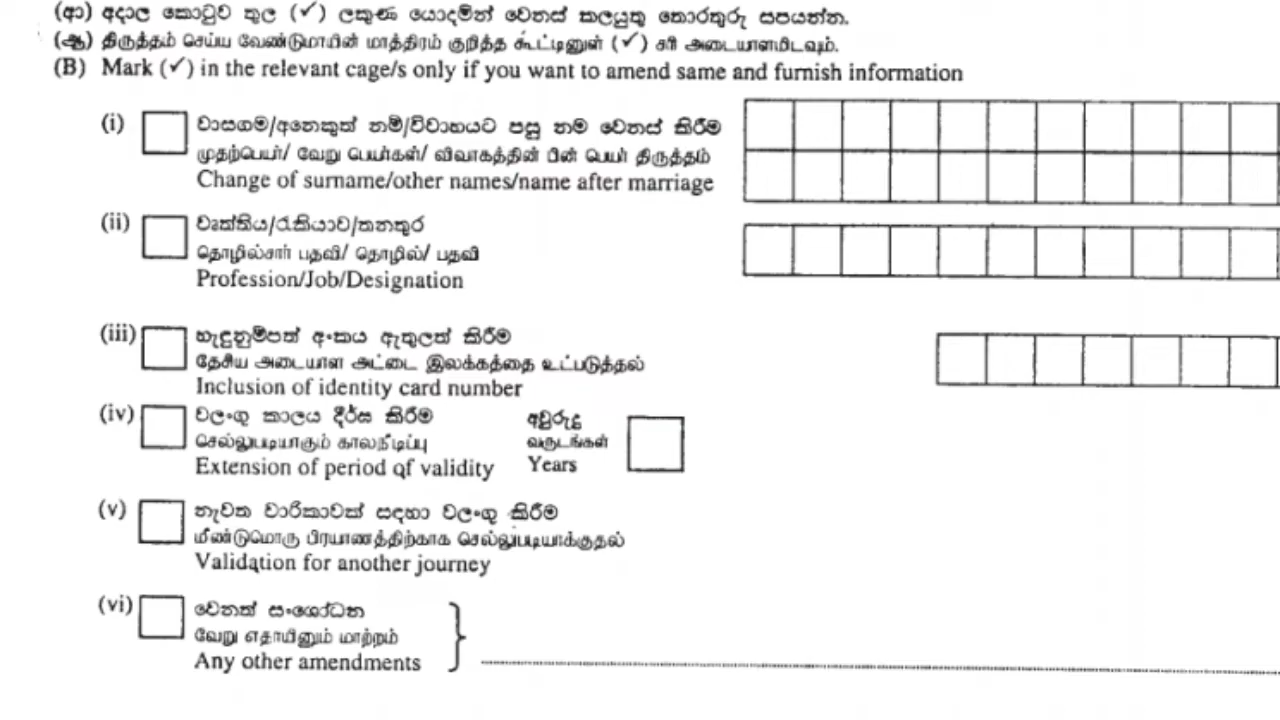 (ආ) අදාල කොටුව තුල (✓) ලකුණ යොදමින් වෙනස් කලයුතු තොරතුරු සපයන්න.
(ஆ) திருத்தம் செய்ய வேண்டுமாயின் மாத்திரம் குறித்த கூட்டினுள் (✓) சரி அடையாளமிடவும்.
(B) Mark (✓) in the relevant cage/s only if you want to amend same and furnish information
(i) වාසගම/අනෙකුත් නම්/විවාහයට පසු නම වෙනස් කිරීම
முதற்பெயர்/ வேறு பெயர்கள்/ விவாகத்தின் பின் பெயர் திருத்தம்
Change of surname/other names/name after marriage
(ii) වෘත්තිය/රැකියාව/තනතුර
தொழில்சார் பதவி/ தொழில்/ பதவி
Profession/Job/Designation
(iii) හැඳුනුම්පත් අංකය ඇතුලත් කිරීම
தேசிய அடையாள அட்டை இலக்கத்தை உட்படுத்தல்
Inclusion of identity card number
(iv) වලංගු කාලය දීර්ඝ කිරීම අවුරුදු
செல்லுபடியாகும் காலநீடிப்பு வருடங்கள்
Extension of period of validity Years
(v) නැවත වාරිකාවක් සඳහා වලංගු කිරීම
மீண்டுமொரு பிரயாணத்திற்காக செல்லுபடியாக்குதல்
Validation for another journey
(vi) වෙනත් සංශෝධන
வேறு எதாயினும் மாற்றம்
Any other amendments